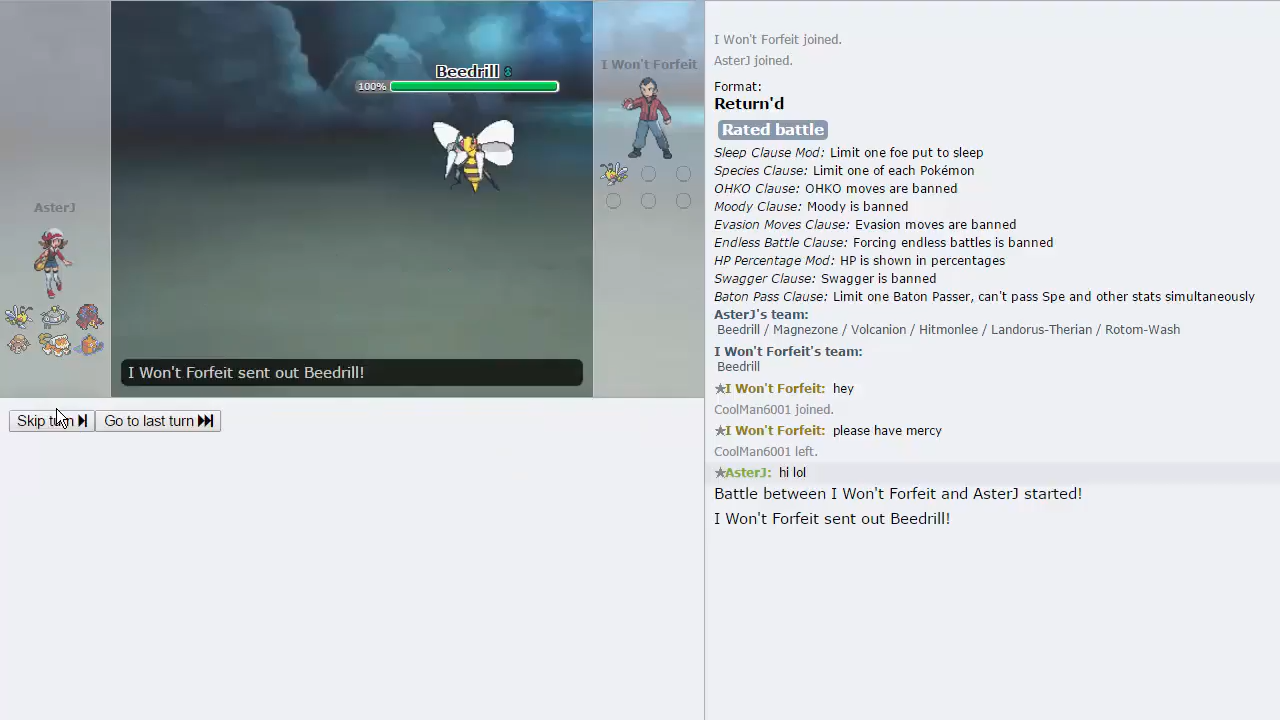 AsterJ
Beedrill
100%
I Won't Forfeit sent out Beedrill!
I Won't Forfeit
Skip turn
Go to last turn
I Won't Forfeit joined.
AsterJ joined.
Format:
Return'd
Rated battle
Sleep Clause Mod: Limit one foe put to sleep
Species Clause: Limit one of each Pokémon
OHKO Clause: OHKO moves are banned
Moody Clause: Moody is banned
Evasion Moves Clause: Evasion moves are banned
Endless Battle Clause: Forcing endless battles is banned
HP Percentage Mod: HP is shown in percentages
Swagger Clause: Swagger is banned
Baton Pass Clause: Limit one Baton Passer, can't pass Spe and other stats simultaneously
AsterJ's team:
Beedrill / Magnezone / Volcanion / Hitmonlee / Landorus-Therian / Rotom-Wash
I Won't Forfeit's team:
Beedrill
★I Won't Forfeit: hey
CoolMan6001 joined.
★I Won't Forfeit: please have mercy
CoolMan6001 left.
★AsterJ: hi lol
Battle between I Won't Forfeit and AsterJ started!
I Won't Forfeit sent out Beedrill!